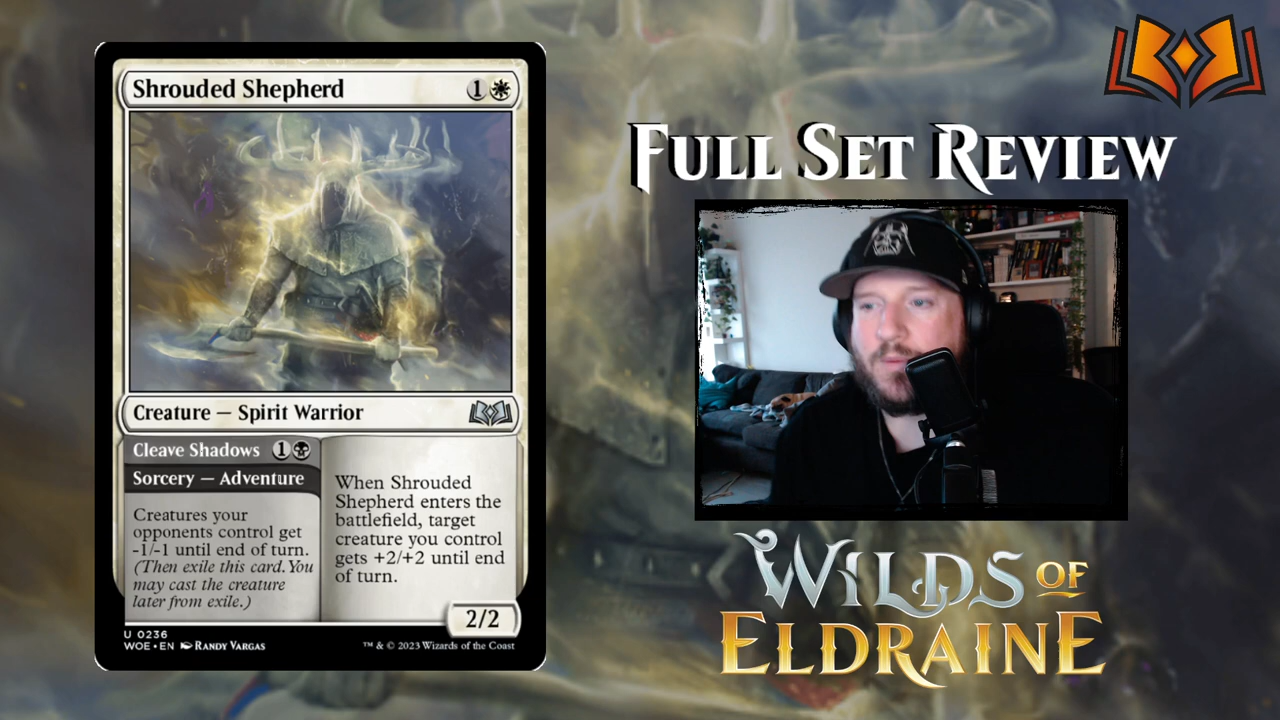 Shrouded Shepherd 1
Creature — Spirit Warrior
Cleave Shadows 1
Sorcery — Adventure
Creatures your
opponents control get
-1/-1 until end of turn.
(Then exile this card. You
may cast the creature
later from exile.)
When Shrouded
Shepherd enters the
battlefield, target
creature you control
gets +2/+2 until end
of turn.
2/2
U 0236
WOE • EN RANDY VARGAS
™ & © 2023 Wizards of the Coast
FULL SET REVIEW
WILDS OF
ELDRAINE